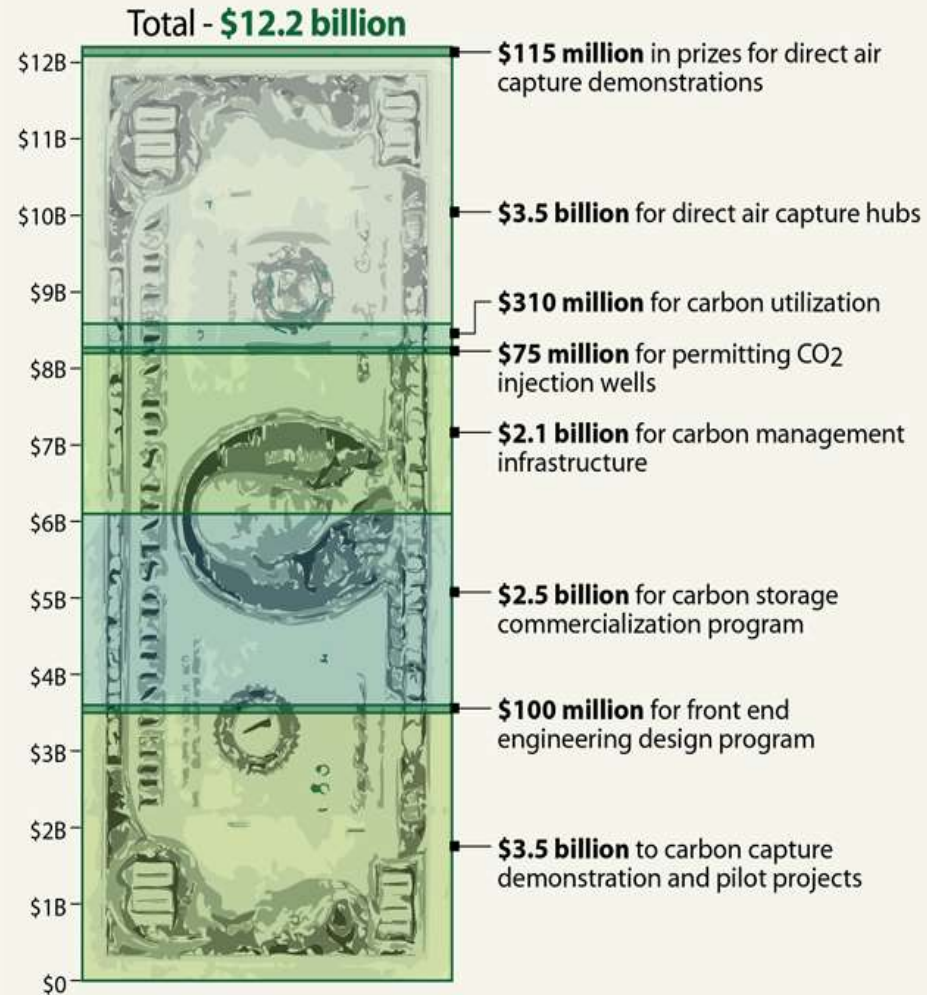 Total - $12.2 billion
$12B
$11B
$10B
$9B
$8B
$7B
$6B
$5B
$4B
$3B
$2B
$1B
$0
$115 million in prizes for direct air
capture demonstrations
$3.5 billion for direct air capture hubs
$310 million for carbon utilization
$75 million for permitting CO2
injection wells
$2.1 billion for carbon management
infrastructure
$2.5 billion for carbon storage
commercialization program
$100 million for front end
engineering design program
$3.5 billion to carbon capture
demonstration and pilot projects